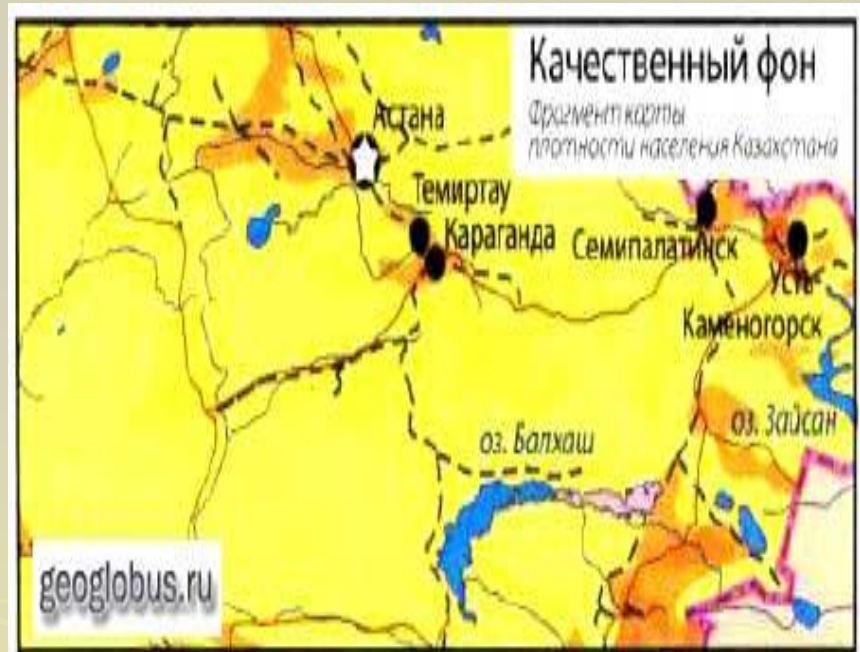 Качественный фон
Фрагмент карты
плотности населения Казахстана
Астана
Темиртау
Караганда
Семипалатинск
Усть-
Каменогорск
оз. Балхаш
оз. Зайсан
geoglobus.ru